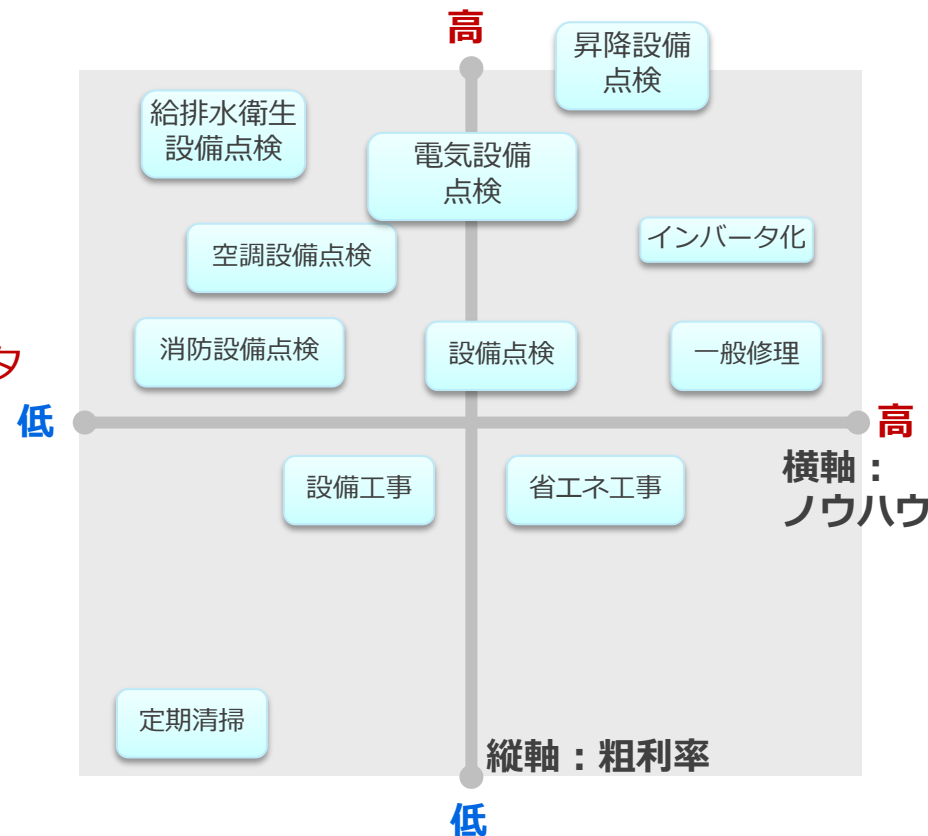 高
昇降設備
点検
給排水衛生
設備点検
電気設備
点検
インバータ化
空調設備点検
消防設備点検
設備点検
一般修理
タ
低
高
横軸：
ノウハウ
設備工事
省エネ工事
定期清掃
縦軸：粗利率
低